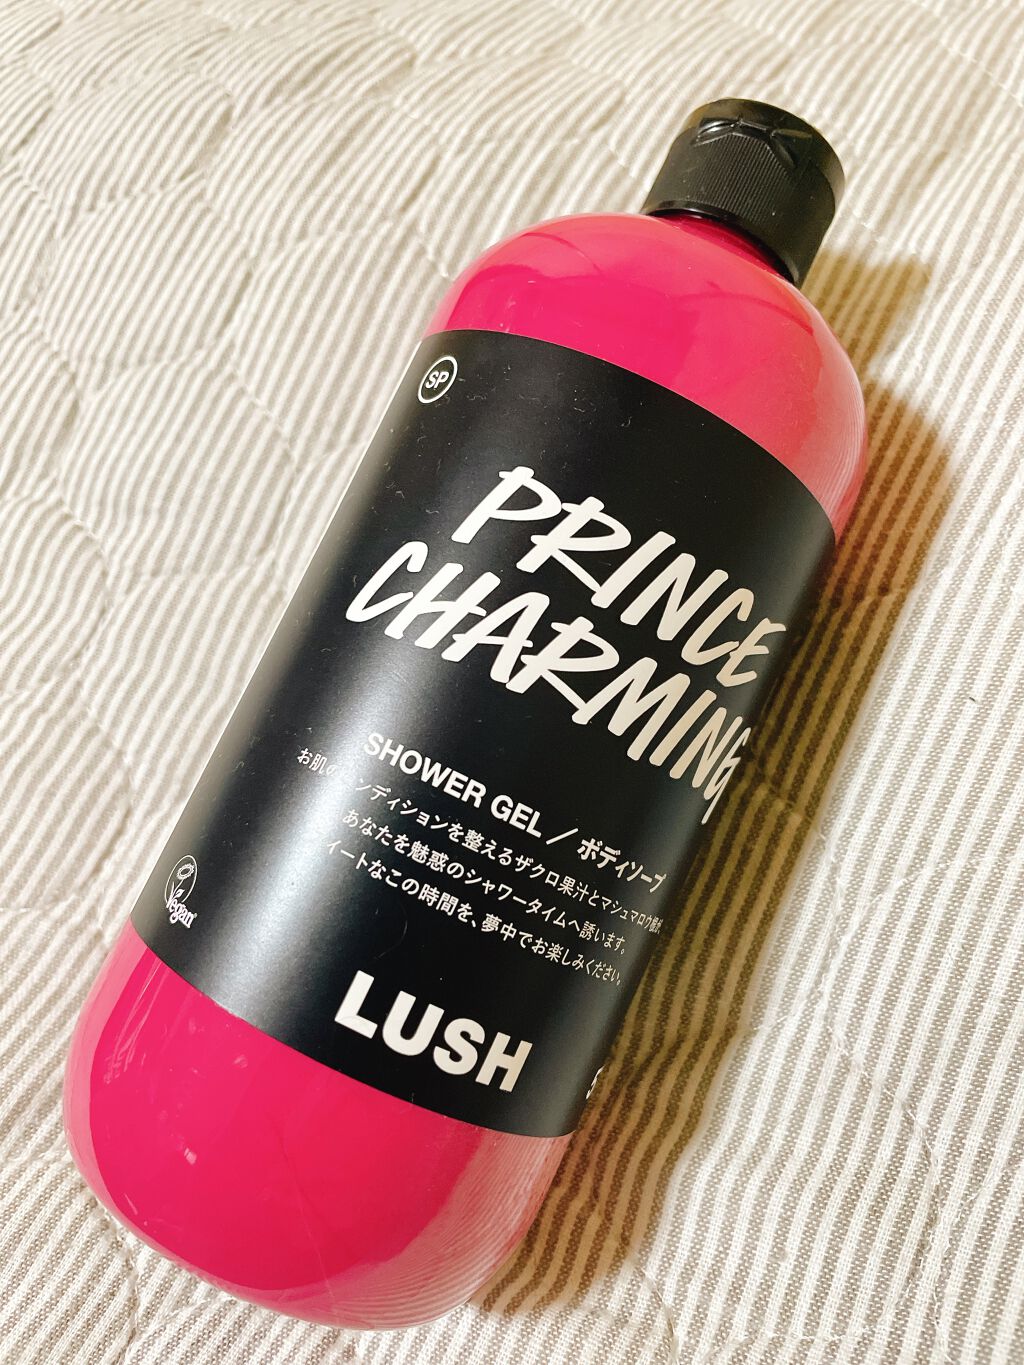 SP
PRINCE
CHARMING
SHOWER GEL / ボディソープ
お肌の ンディションを整えるザクロ果汁とマシュマロウ
あなたを魅惑のシャワータイムへ誘います。
イートなこの時間を、夢中でお楽しみください。
Vegan
LUSH